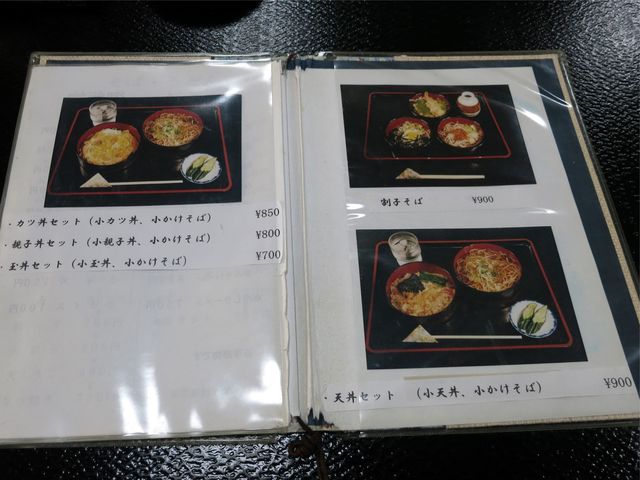 ・カツ丼セット（小カツ丼、小かけそば） ¥850
・親子丼セット（小親子丼、小かけそば） ¥800
・玉丼セット（小玉丼、小かけそば） ¥700
割子そば ¥900
・天丼セット （小天丼、小かけそば） ¥900